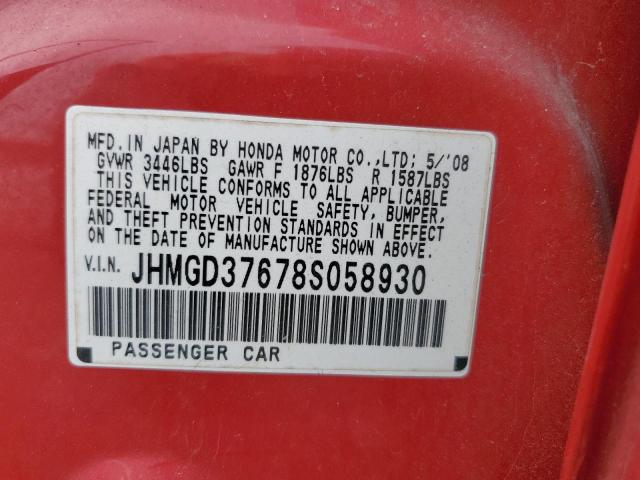 MFD.IN JAPAN BY HONDA MOTOR CO.,LTD; 5/'08
GVWR 3446LBS GAWR F 1876LBS R 1587LBS
THIS VEHICLE CONFORMS TO ALL APPLICABLE
FEDERAL MOTOR VEHICLE SAFETY, BUMPER,
AND THEFT PREVENTION STANDARDS IN EFFECT
ON THE DATE OF MANUFACTURE SHOWN ABOVE.
V.I.N. JHMGD37678S058930
PASSENGER CAR